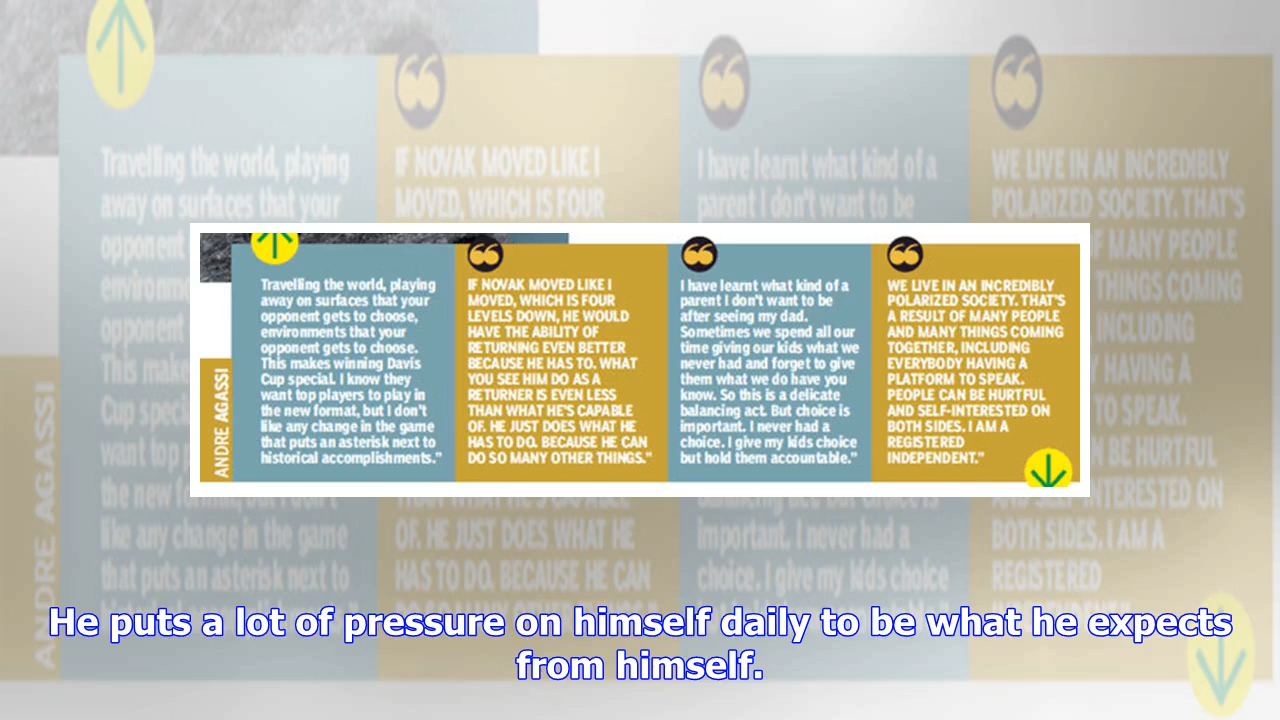 Travelling the world, playing
away on surfaces that your
opponent gets to choose,
environments that your
opponent gets to choose.
This makes winning Davis
Cup special. I know they
want top players to play in
the new format, but I don't
like any change in the game
that puts an asterisk next to
historical accomplishments."
ANDRE AGASSI
IF NOVAK MOVED LIKE I
MOVED, WHICH IS FOUR
LEVELS DOWN, HE WOULD
HAVE THE ABILITY OF
RETURNING EVEN BETTER
BECAUSE HE HAS TO. WHAT
YOU SEE HIM DO AS A
RETURNER IS EVEN LESS
THAN WHAT HE'S CAPABLE
OF. HE JUST DOES WHAT HE
HAS TO DO. BECAUSE HE CAN
DO SO MANY OTHER THINGS."
I have learnt what kind of a
parent I don't want to be
after seeing my dad.
Sometimes we spend all our
time giving our kids what we
never had and forget to give
them what we do have you
know. So this is a delicate
balancing act. But choice is
important. I never had a
choice. I give my kids choice
but hold them accountable."
WE LIVE IN AN INCREDIBLY
POLARIZED SOCIETY. THAT'S
A RESULT OF MANY PEOPLE
AND MANY THINGS COMING
TOGETHER, INCLUDING
EVERYBODY HAVING A
PLATFORM TO SPEAK.
PEOPLE CAN BE HURTFUL
AND SELF-INTERESTED ON
BOTH SIDES. I AM A
REGISTERED
INDEPENDENT."
He puts a lot of pressure on himself daily to be what he expects
from himself.